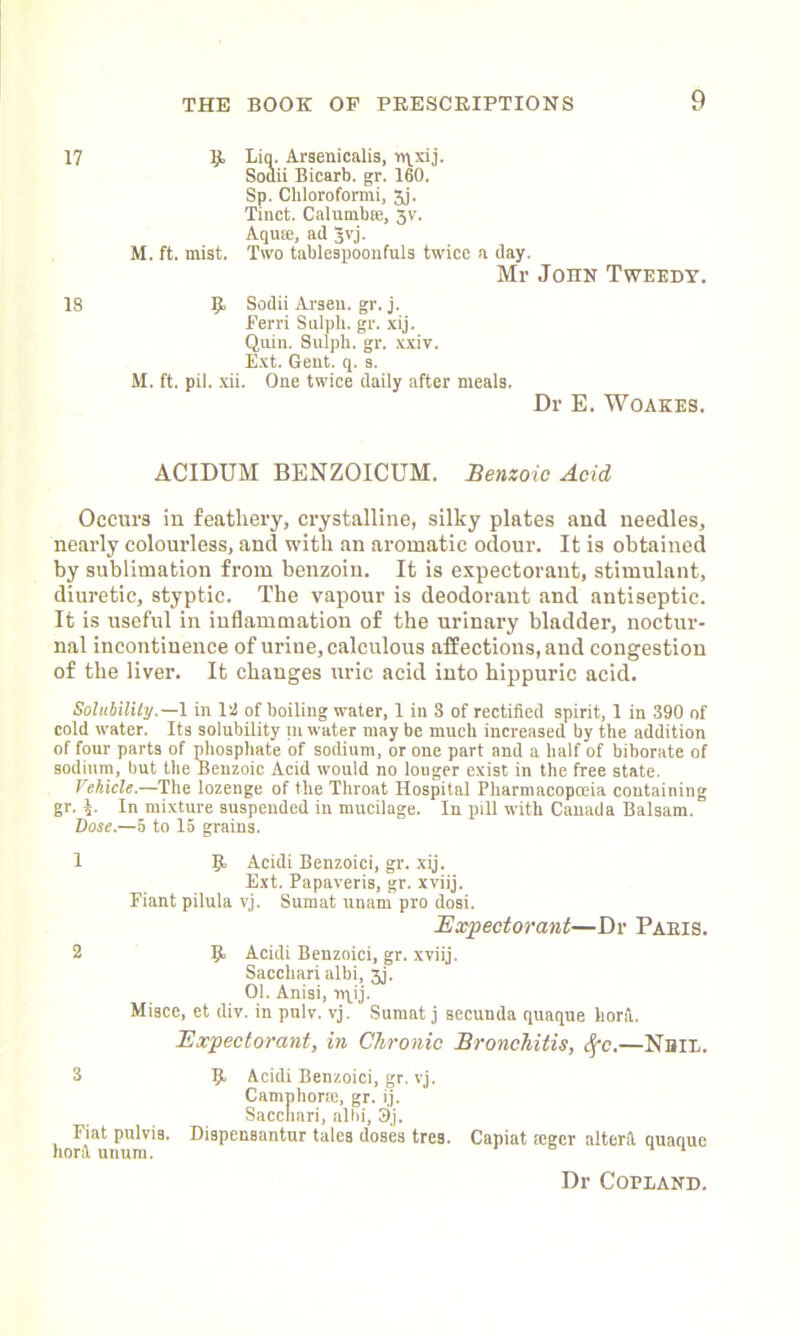 THE BOOK OF PRESCRIPTIONS 9
17 ℞ Liq. Arsenicalis, ♏xij.
Sodii Bicarb. gr. 160.
Sp. Chloroformi, ʒj.
Tinct. Calumbæ, ʒv.
Aquæ, ad ℥vj.
M. ft. mist. Two tablespoonfuls twice a day.
Mr JOHN TWEEDY.
18 ℞ Sodii Arsen. gr. j.
Ferri Sulph. gr. xij.
Quin. Sulph. gr. xxiv.
Ext. Gent. q. s.
M. ft. pil. xii. One twice daily after meals.
Dr E. WOAKES.
ACIDUM BENZOICUM. Benzoic Acid
Occurs in feathery, crystalline, silky plates and needles,
nearly colourless, and with an aromatic odour. It is obtained
by sublimation from benzoin. It is expectorant, stimulant,
diuretic, styptic. The vapour is deodorant and antiseptic.
It is useful in inflammation of the urinary bladder, noctur-
nal incontinence of urine, calculous affections, and congestion
of the liver. It changes uric acid into hippuric acid.
Solubility.—1 in 12 of boiling water, 1 in 3 of rectified spirit, 1 in 390 of
cold water. Its solubility in water may be much increased by the addition
of four parts of phosphate of sodium, or one part and a half of biborate of
sodium, but the Benzoic Acid would no longer exist in the free state.
Vehicle.—The lozenge of the Throat Hospital Pharmacopœia containing
gr. ½. In mixture suspended in mucilage. In pill with Canada Balsam.
Dose.—5 to 15 grains.
1 ℞ Acidi Benzoici, gr. xij.
Ext. Papaveris, gr. xviij.
Fiant pilula vj. Sumat unam pro dosi.
Expectorant—Dr PARIS.
2 ℞ Acidi Benzoici, gr. xviij.
Sacchari albi, ʒj.
Ol. Anisi, ♏ij.
Misce, et div. in pulv. vj. Sumat j secunda quaque horâ.
Expectorant, in Chronic Bronchitis, &c.—NEIL.
3 ℞ Acidi Benzoici, gr. vj.
Camphoræ, gr. ij.
Sacchari, albi, ℈j.
Fiat pulvis. Dispensantur tales doses tres. Capiat æger alterâ quaque
horâ unum.
Dr COPLAND.